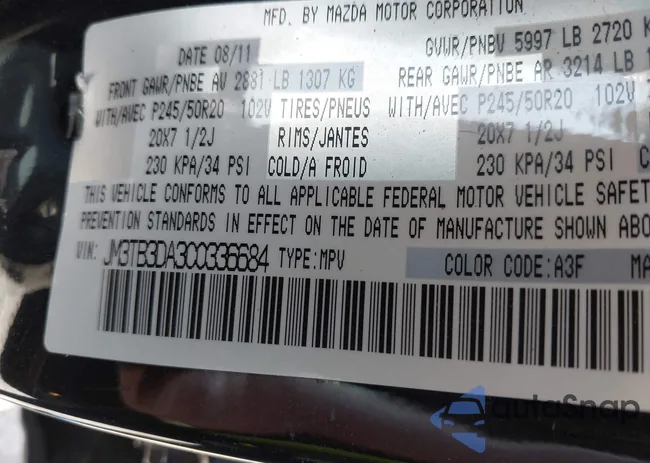 MFD. BY MAZDA MOTOR CORPORATION
DATE 08/11 GVWR/PNBV 5997 LB 2720
FRONT GAWR/PNBE AV 2881 LB 1307 KG REAR GAWR/PNBE AR 3214 LB
WITH/AVEC P245/50R20 102V TIRES/PNEUS WITH/AVEC P245/50R20 102V
20X7 1/2J RIMS/JANTES 20X7 1/2J
230 KPA/34 PSI COLD/A FROID 230 KPA/34 PSI
THIS VEHICLE CONFORMS TO ALL APPLICABLE FEDERAL MOTOR VEHICLE SAFET
PREVENTION STANDARDS IN EFFECT ON THE DATE OF MANUFACTURE SHOWN ABO
VIN: JM3TB3DA3C0336684 TYPE:MPV COLOR CODE:A3F MA
autoSnap